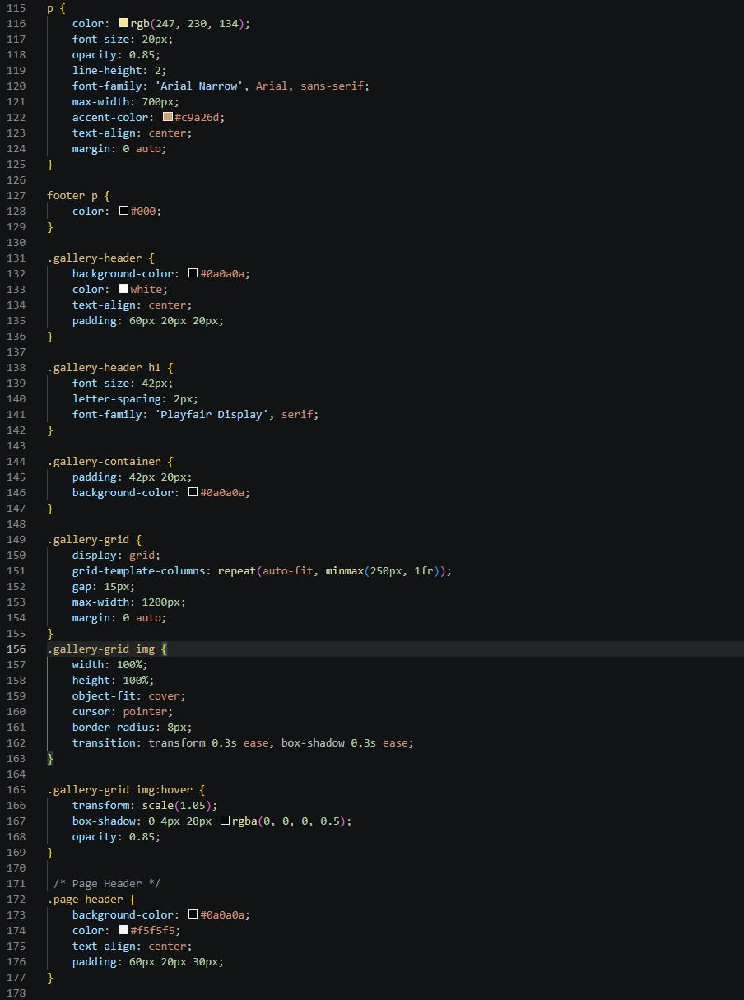 115 p {
116     color: rgb(247, 230, 134);
117     font-size: 20px;
118     opacity: 0.85;
119     line-height: 2;
120     font-family: 'Arial Narrow', Arial, sans-serif;
121     max-width: 700px;
122     accent-color: #c9a26d;
123     text-align: center;
124     margin: 0 auto;
125 }
126
127 footer p {
128     color: #000;
129 }
130
131 .gallery-header {
132     background-color: #0a0a0a;
133     color: white;
134     text-align: center;
135     padding: 60px 20px 20px;
136 }
137
138 .gallery-header h1 {
139     font-size: 42px;
140     letter-spacing: 2px;
141     font-family: 'Playfair Display', serif;
142 }
143
144 .gallery-container {
145     padding: 42px 20px;
146     background-color: #0a0a0a;
147 }
148
149 .gallery-grid {
150     display: grid;
151     grid-template-columns: repeat(auto-fit, minmax(250px, 1fr));
152     gap: 15px;
153     max-width: 1200px;
154     margin: 0 auto;
155 }
156 .gallery-grid img {
157     width: 100%;
158     height: 100%;
159     object-fit: cover;
160     cursor: pointer;
161     border-radius: 8px;
162     transition: transform 0.3s ease, box-shadow 0.3s ease;
163 }
164
165 .gallery-grid img:hover {
166     transform: scale(1.05);
167     box-shadow: 0 4px 20px rgba(0, 0, 0, 0.5);
168     opacity: 0.85;
169 }
170
171  /* Page Header */
172 .page-header {
173     background-color: #0a0a0a;
174     color: #f5f5f5;
175     text-align: center;
176     padding: 60px 20px 30px;
177 }
178